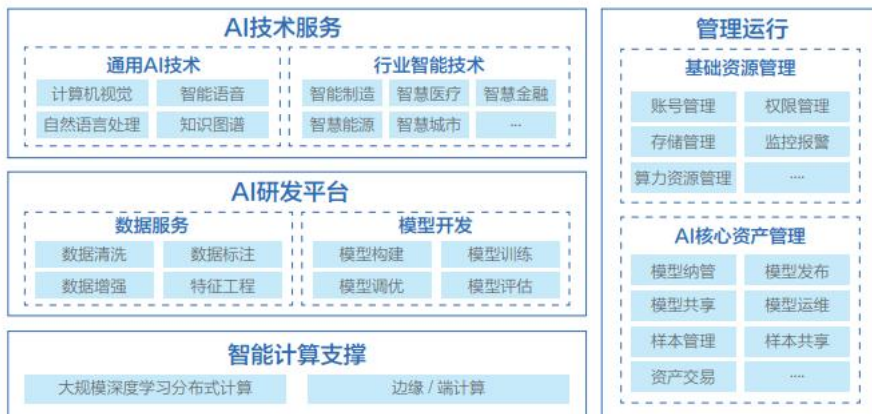 AI技术服务
通用AI技术
计算机视觉
智能语音
自然语言处理
知识图谱
行业智能技术
智能制造
智慧医疗
智慧金融
智慧能源
智慧城市
...
AI研发平台
数据服务
数据清洗
数据标注
数据增强
特征工程
模型开发
模型构建
模型训练
模型调优
模型评估
智能计算支撑
大规模深度学习分布式计算
边缘 / 端计算
管理运行
基础资源管理
账号管理
权限管理
存储管理
监控报警
算力资源管理
....
AI核心资产管理
模型纳管
模型发布
模型共享
模型运维
样本管理
样本共享
资产交易
....